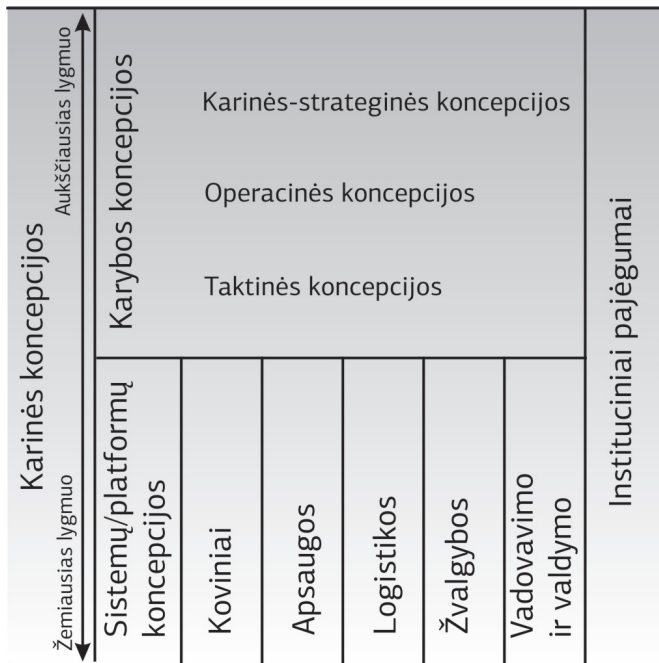 Karinės koncepcijos
Aukščiausias lygmuo
Žemiausias lygmuo
Karybos koncepcijos
Karinės-strateginės koncepcijos
Operacinės koncepcijos
Taktinės koncepcijos
Sistemų/platformų
koncepcijos
Koviniai
Apsaugos
Logistikos
Žvalgybos
Vadovavimo
ir valdymo
Instituciniai pajėgumai